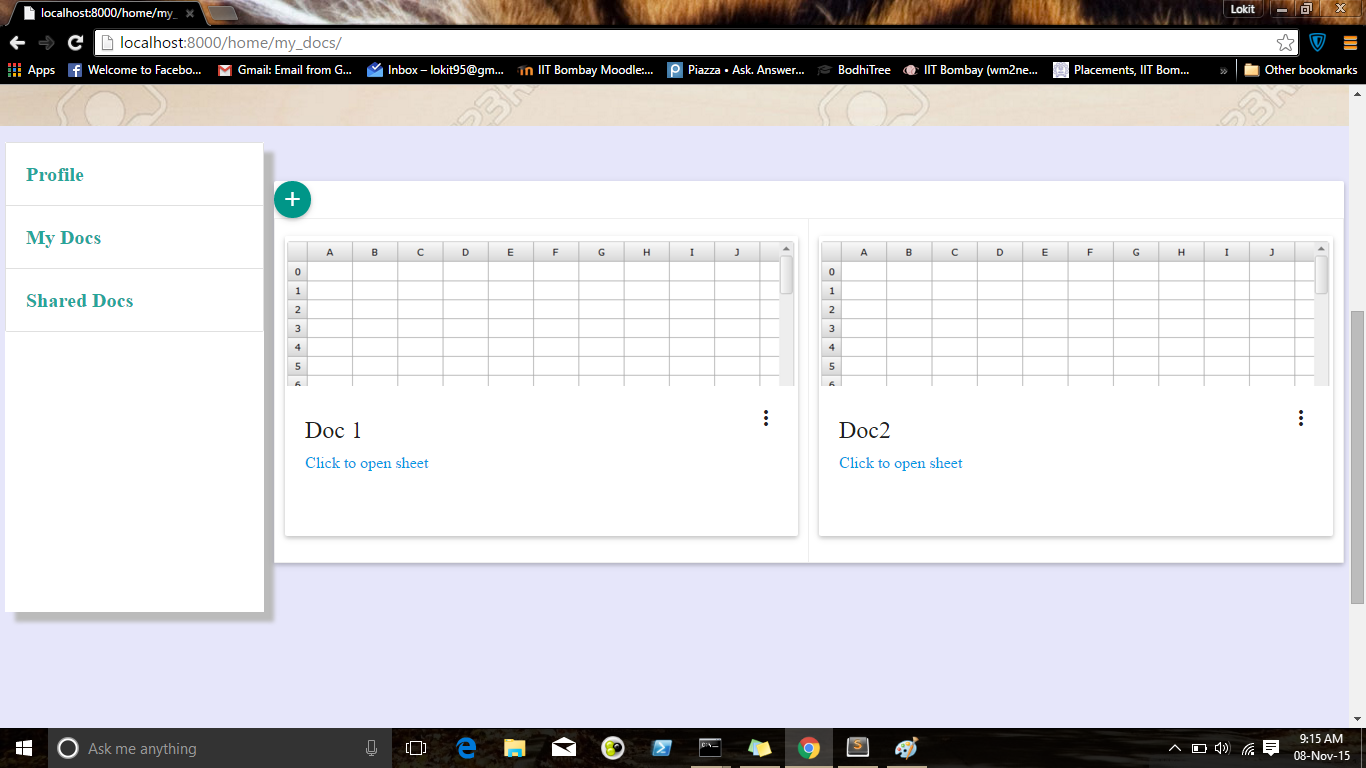 localhost:8000/home/my_
Lokit
localhost:8000/home/my_docs/
Apps Welcome to Facebo... Gmail: Email from G... Inbox – lokit95@gm... IIT Bombay Moodle:... Piazza • Ask. Answer... BodhiTree IIT Bombay (wm2ne... Placements, IIT Bom... » Other bookmarks
Profile
My Docs
Shared Docs
+
A B C D E F G H I J
0
1
2
3
4
5
6
Doc 1
Click to open sheet
A B C D E F G H I J
0
1
2
3
4
5
6
Doc2
Click to open sheet
Ask me anything
9:15 AM
08-Nov-15